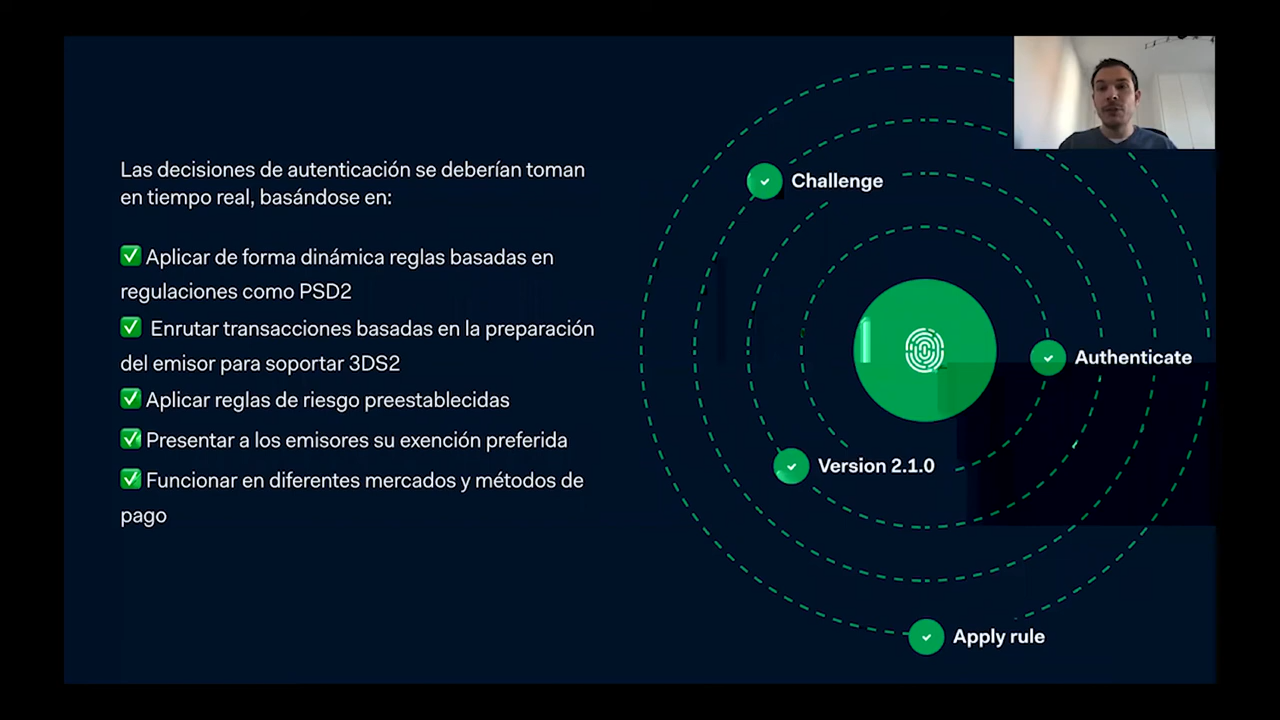 Las decisiones de autenticación se deberían toman
en tiempo real, basándose en:
✅ Aplicar de forma dinámica reglas basadas en
regulaciones como PSD2
✅ Enrutar transacciones basadas en la preparación
del emisor para soportar 3DS2
✅ Aplicar reglas de riesgo preestablecidas
✅ Presentar a los emisores su exención preferida
✅ Funcionar en diferentes mercados y métodos de
pago
Challenge
Authenticate
Version 2.1.0
Apply rule